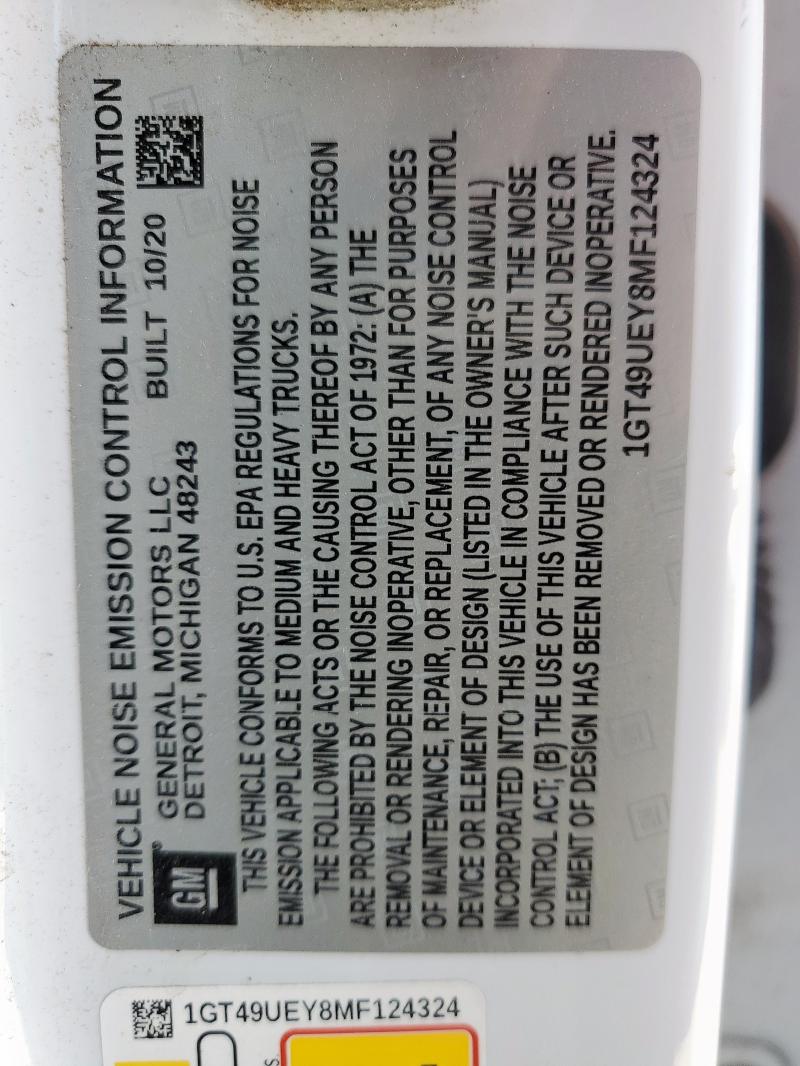 VEHICLE NOISE EMISSION CONTROL INFORMATION
GM
GENERAL MOTORS LLC BUILT 10/20
DETROIT, MICHIGAN 48243
THIS VEHICLE CONFORMS TO U.S. EPA REGULATIONS FOR NOISE
EMISSION APPLICABLE TO MEDIUM AND HEAVY TRUCKS.
THE FOLLOWING ACTS OR THE CAUSING THEREOF BY ANY PERSON
ARE PROHIBITED BY THE NOISE CONTROL ACT OF 1972: (A) THE
REMOVAL OR RENDERING INOPERATIVE, OTHER THAN FOR PURPOSES
OF MAINTENANCE, REPAIR, OR REPLACEMENT, OF ANY NOISE CONTROL
DEVICE OR ELEMENT OF DESIGN (LISTED IN THE OWNER'S MANUAL)
INCORPORATED INTO THIS VEHICLE IN COMPLIANCE WITH THE NOISE
CONTROL ACT; (B) THE USE OF THIS VEHICLE AFTER SUCH DEVICE OR
ELEMENT OF DESIGN HAS BEEN REMOVED OR RENDERED INOPERATIVE.
1GT49UEY8MF124324
1GT49UEY8MF124324